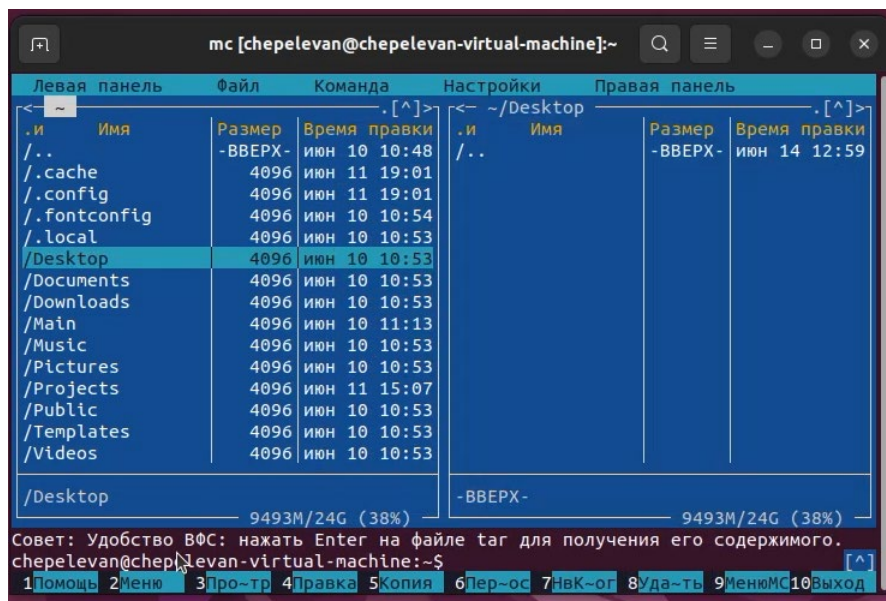 mc [chepelevan@chepelevan-virtual-machine]:~
Левая панель Файл Команда Настройки Правая панель
<─ ~ .[^]> <─ ~/Desktop .[^]>
.и Имя Размер Время правки .и Имя Размер Время правки
/.. -ВВЕРХ- июн 10 10:48 /.. -ВВЕРХ- июн 14 12:59
/.cache 4096 июн 11 19:01
/.config 4096 июн 11 19:01
/.fontconfig 4096 июн 10 10:54
/.local 4096 июн 10 10:53
/Desktop 4096 июн 10 10:53
/Documents 4096 июн 10 10:53
/Downloads 4096 июн 10 10:53
/Main 4096 июн 10 11:13
/Music 4096 июн 10 10:53
/Pictures 4096 июн 10 10:53
/Projects 4096 июн 11 15:07
/Public 4096 июн 10 10:53
/Templates 4096 июн 10 10:53
/Videos 4096 июн 10 10:53
/Desktop -ВВЕРХ-
9493M/24G (38%) 9493M/24G (38%)
Совет: Удобство ВФС: нажать Enter на файле tar для получения его содержимого.
chepelevan@chepelevan-virtual-machine:~$ [^]
1Помощь 2Меню 3Про~тр 4Правка 5Копия 6Пер~ос 7НвК~ог 8Уда~ть 9МенюMC 10Выход